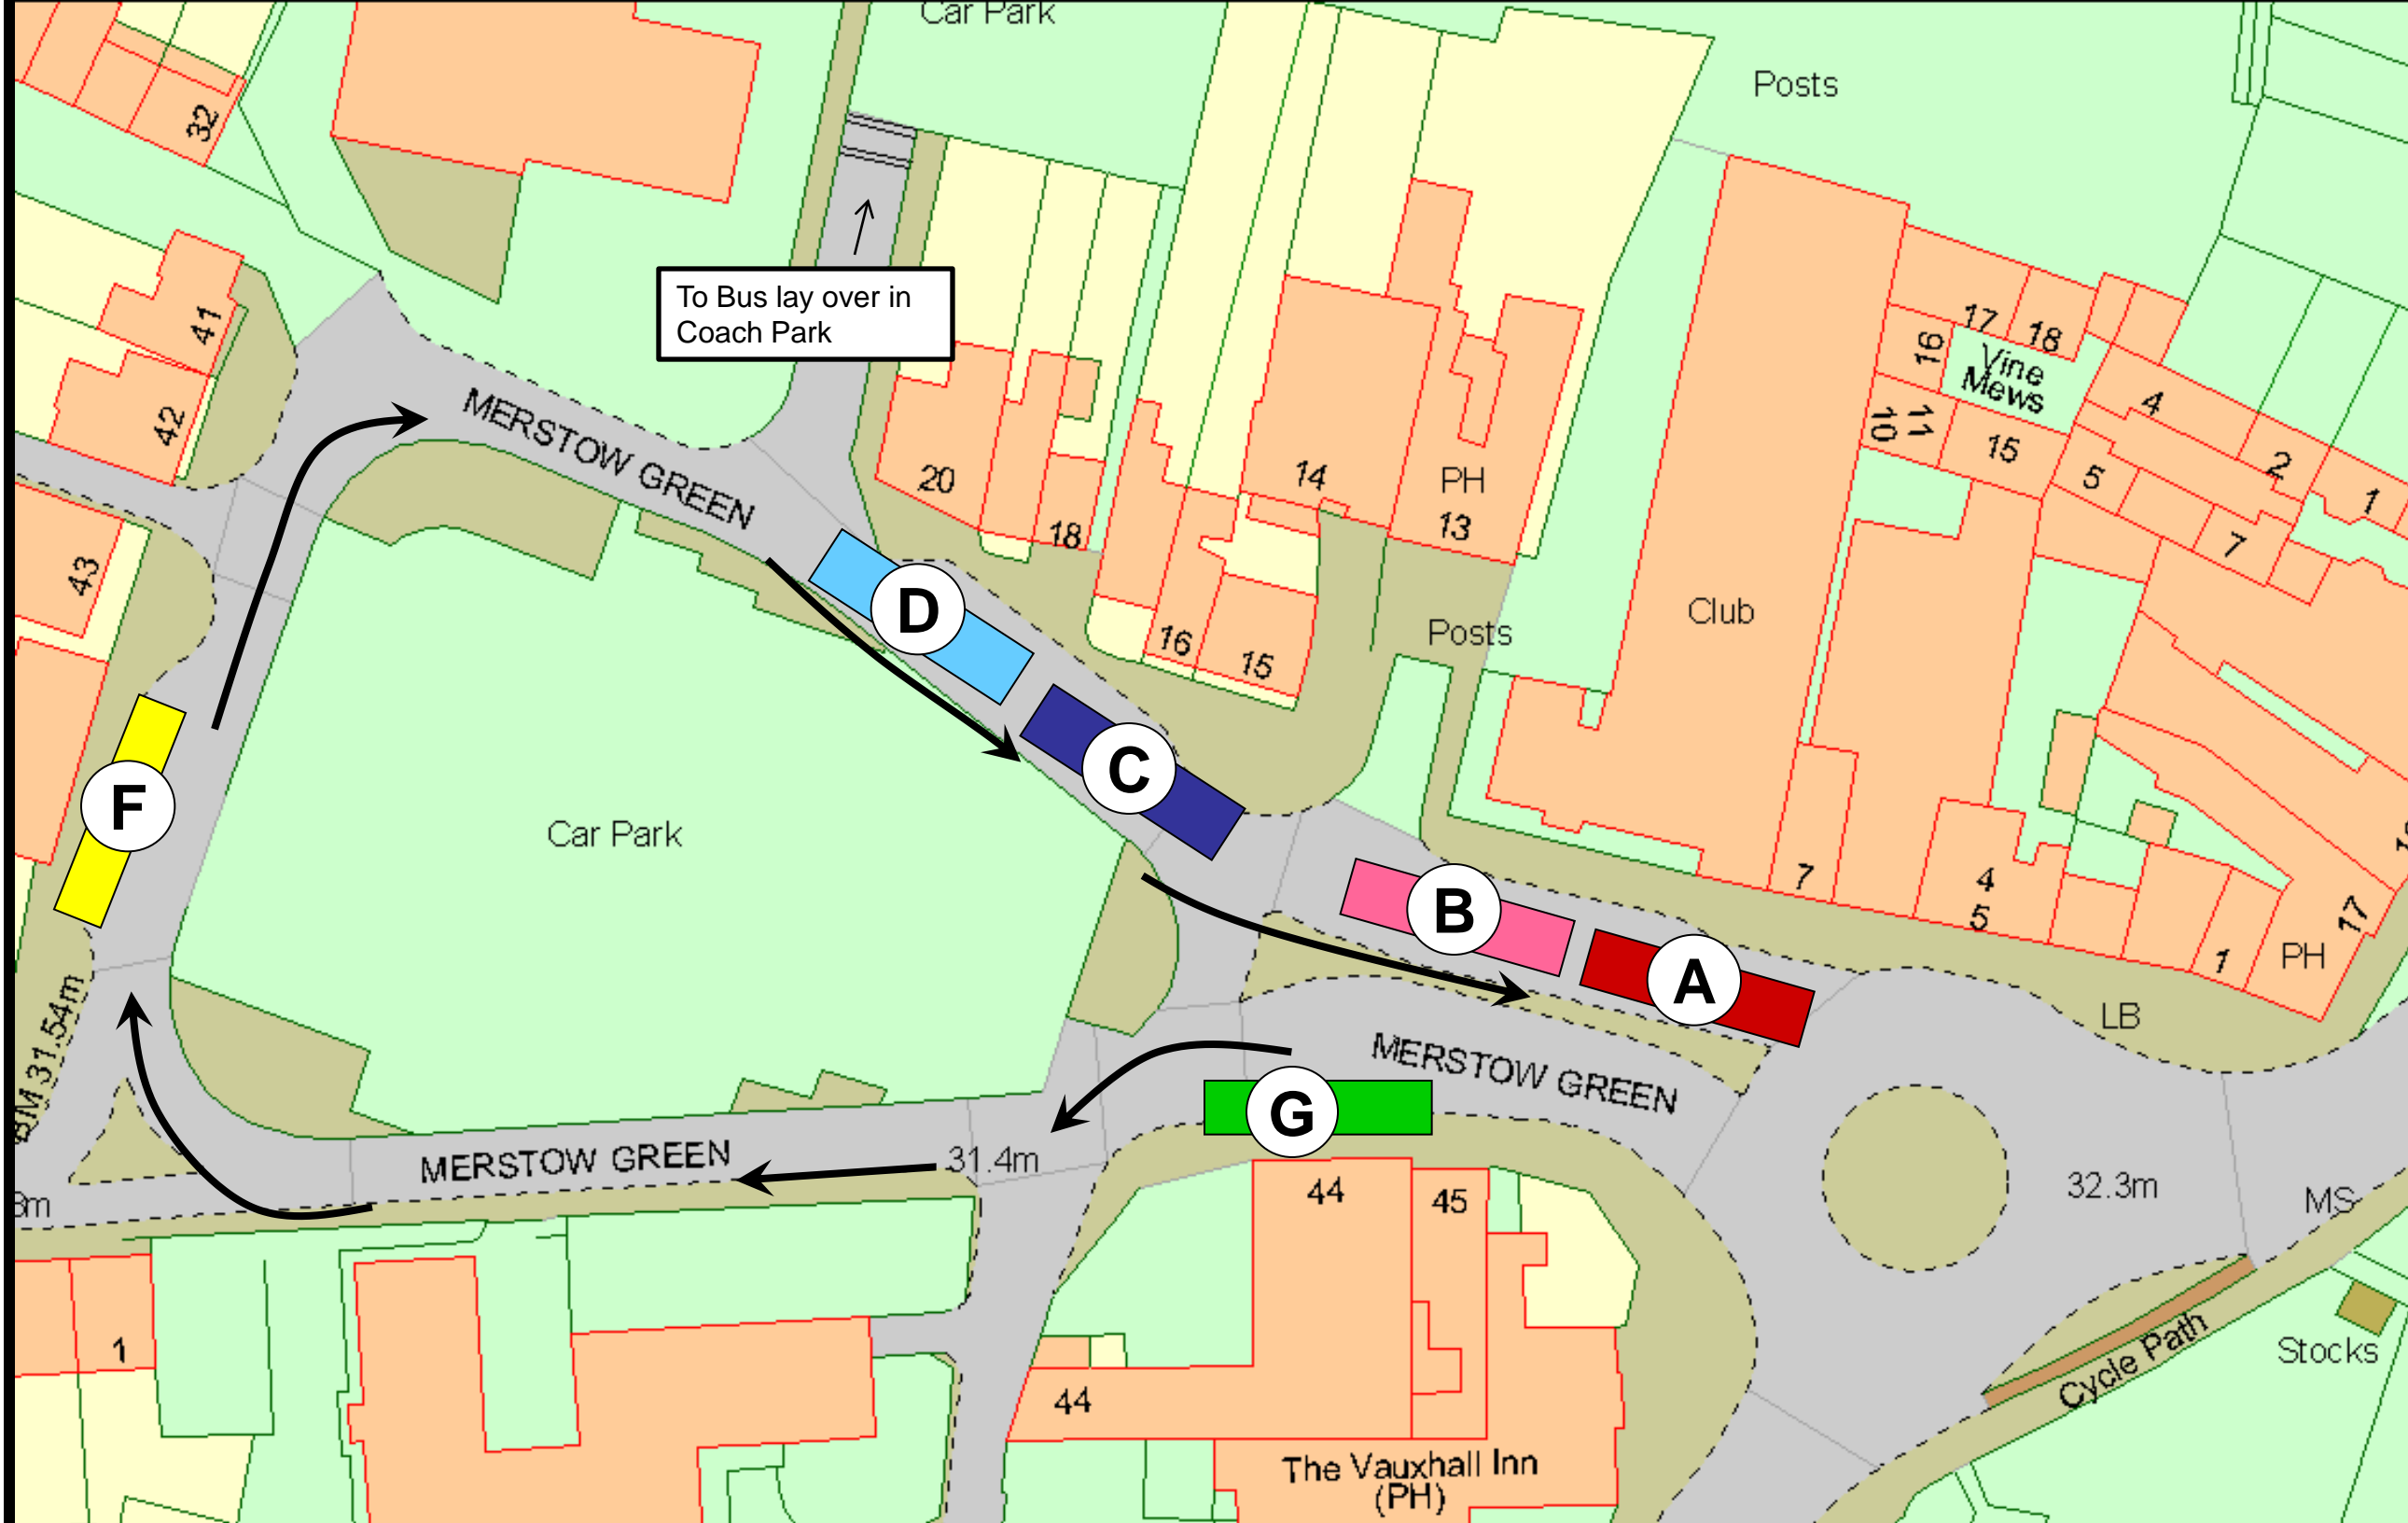 Car Park
Posts
32
To Bus lay over in
Coach Park
41
42
43
MERSTOW GREEN
20
18
14
PH
13
16
15
Posts
Club
17
18
16
Vine
Mews
10
11
15
4
2
1
5
7
D
C
B
A
F
G
Car Park
7
4
5
1
PH
17
LB
BM 31.54m
MERSTOW GREEN
MERSTOW GREEN
31.4m
32.3m
MS
44
45
1
44
The Vauxhall Inn
(PH)
Cycle Path
Stocks